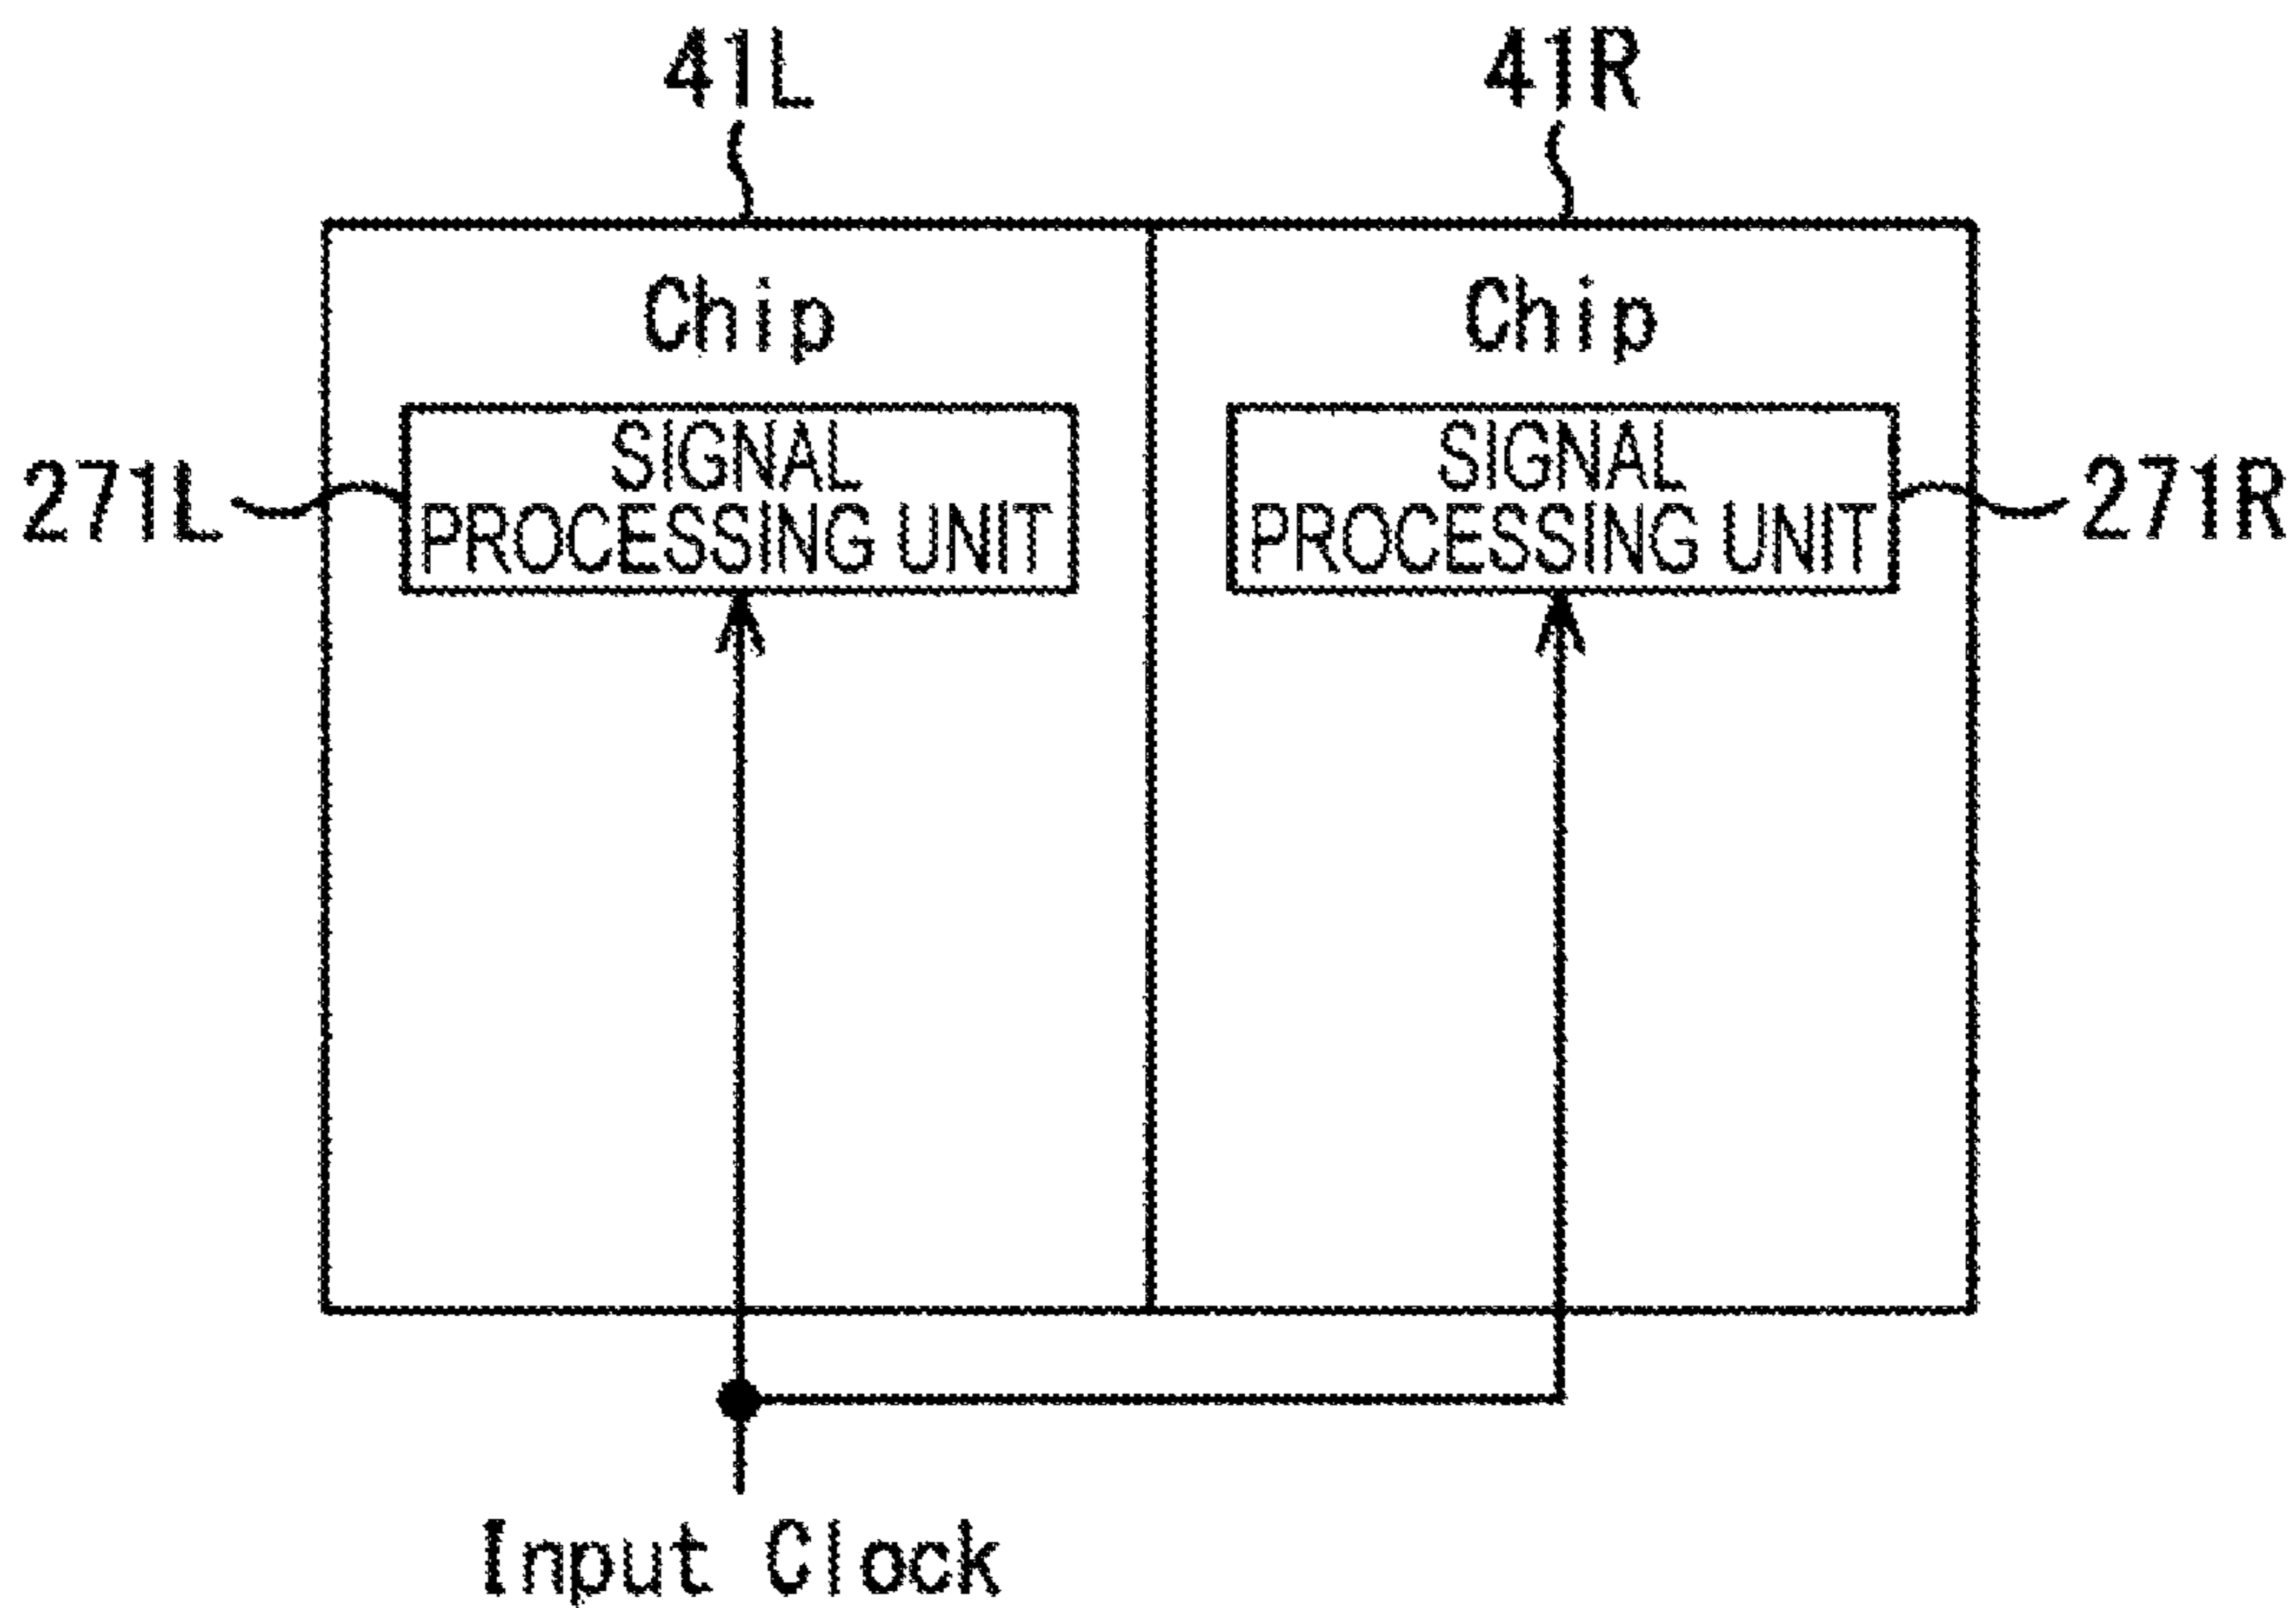 41L
41R
Chip
Chip
SIGNAL
PROCESSING UNIT
SIGNAL
PROCESSING UNIT
271L
271R
Input Clock